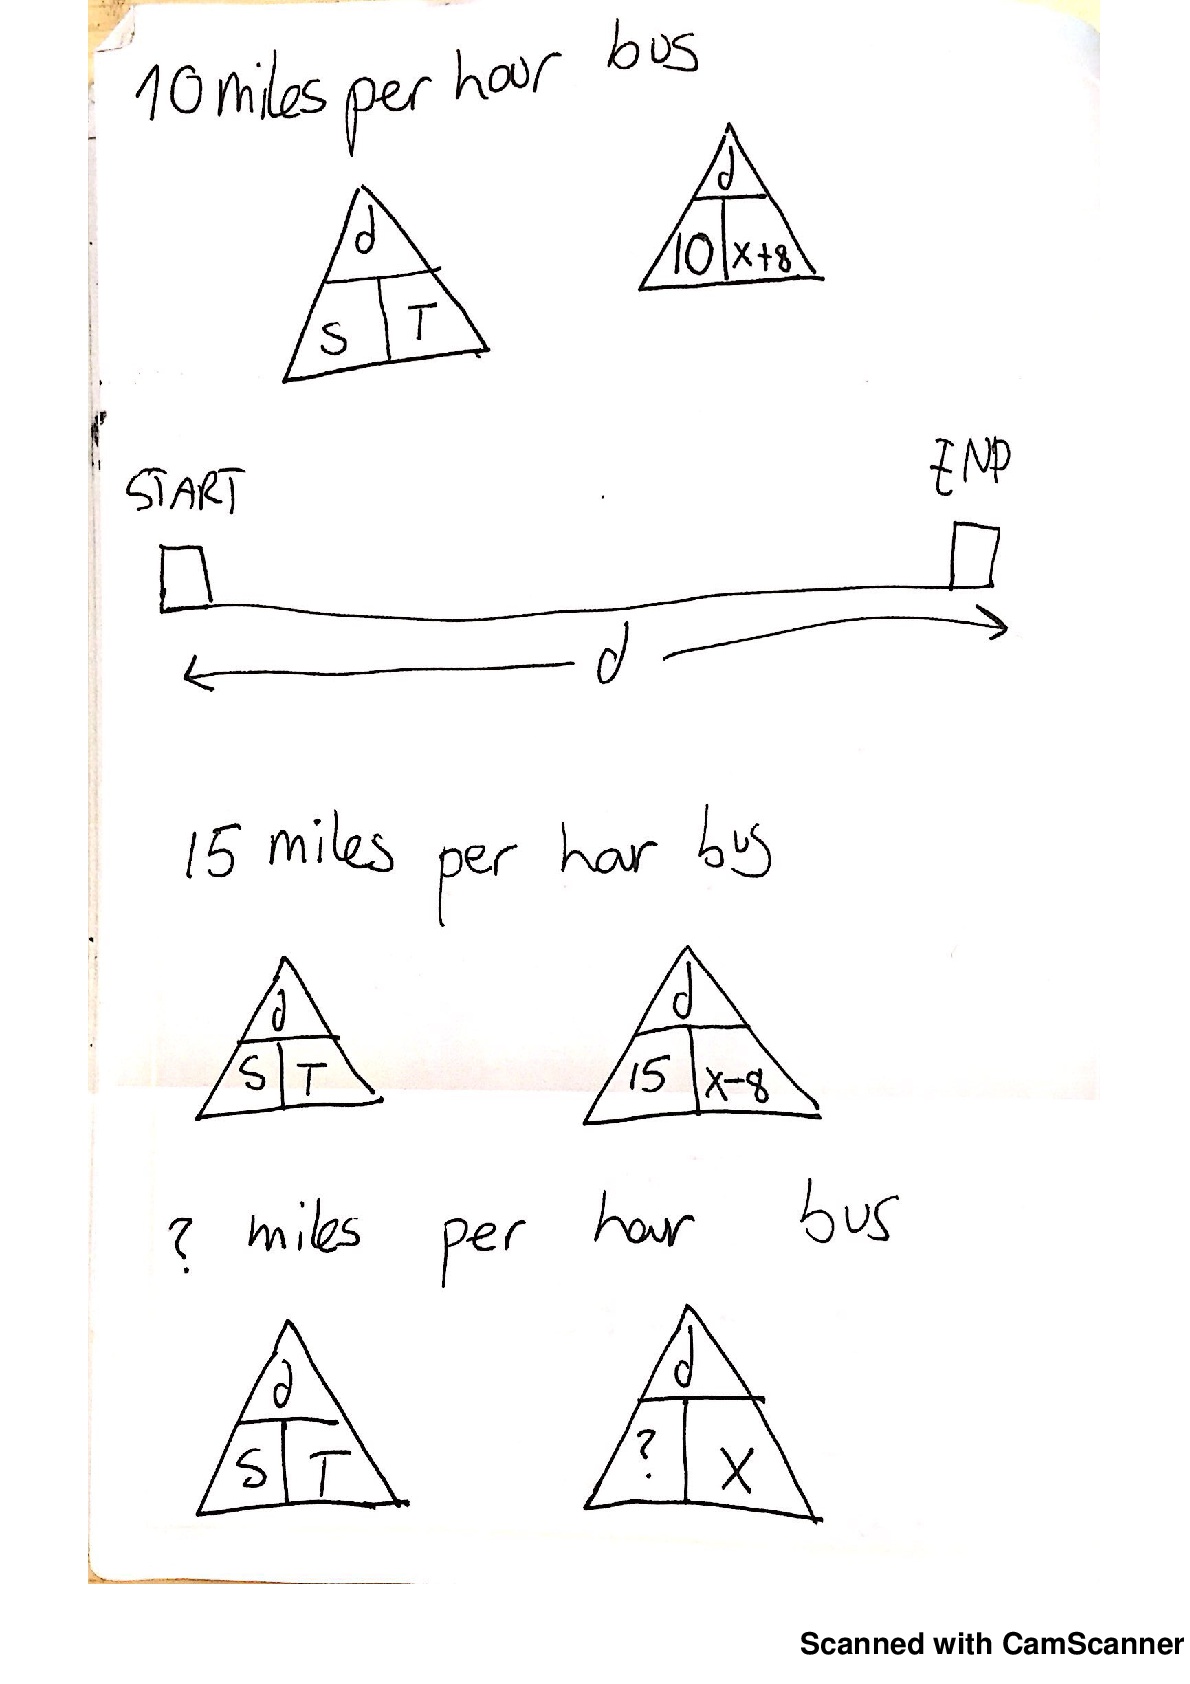 10 miles per hour bus
d
S T
d
10 x+8
START
END
d
15 miles per hour bus
d
S T
d
15 x-8
? miles per hour bus
d
S T
d
? X
Scanned with CamScanner